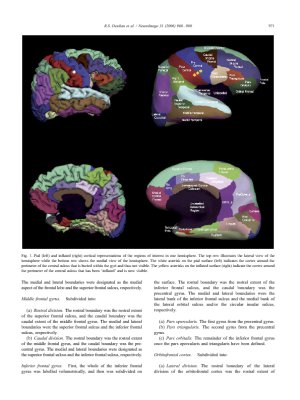 R.S. Desikan et al. / NeuroImage 31 (2006) 968–980
971
Fig. 1. Pial (left) and inflated (right) cortical representation of the regions of interest in one hemisphere. The top row illustrates the lateral view of the
hemisphere while the bottom row shows the medial view of the hemisphere. The white asterisk on the pial surface (left) indicates the cortex around the
perimeter of the central sulcus that is buried within the gyri and thus not visible. The yellow asterisks on the inflated surface (right) indicate the cortex around
the perimeter of the central sulcus that has been "inflated" and is now visible.
The medial and lateral boundaries were designated as the medial
aspect of the frontal lobe and the superior frontal sulcus, respectively.
Middle frontal gyrus. Subdivided into:
(a) Rostral division. The rostral boundary was the rostral extent
of the superior frontal sulcus, and the caudal boundary was the
caudal extent of the middle frontal gyrus. The medial and lateral
boundaries were the superior frontal sulcus and the inferior frontal
sulcus, respectively.
(b) Caudal division. The rostral boundary was the rostral extent
of the middle frontal gyrus, and the caudal boundary was the pre-
central gyrus. The medial and lateral boundaries were designated as
the superior frontal sulcus and the inferior frontal sulcus, respectively.
Inferior frontal gyrus. First, the whole of the inferior frontal
gyrus was labelled volumetrically, and then was subdivided on
the surface. The rostral boundary was the rostral extent of the
inferior frontal sulcus, and the caudal boundary was the
precentral gyrus. The medial and lateral boundaries were the
lateral bank of the inferior frontal sulcus and the medial bank of
the lateral orbital sulcus and/or the circular insular sulcus,
respectively.
(a) Pars opercularis. The first gyrus from the precentral gyrus.
(b) Pars triangularis. The second gyrus from the precentral
gyrus.
(c) Pars orbitalis. The remainder of the inferior frontal gyrus
once the pars opercularis and triangularis have been defined.
Orbitofrontal cortex. Subdivided into:
(a) Lateral division. The rostral boundary of the lateral
division of the orbitofrontal cortex was the rostral extent of